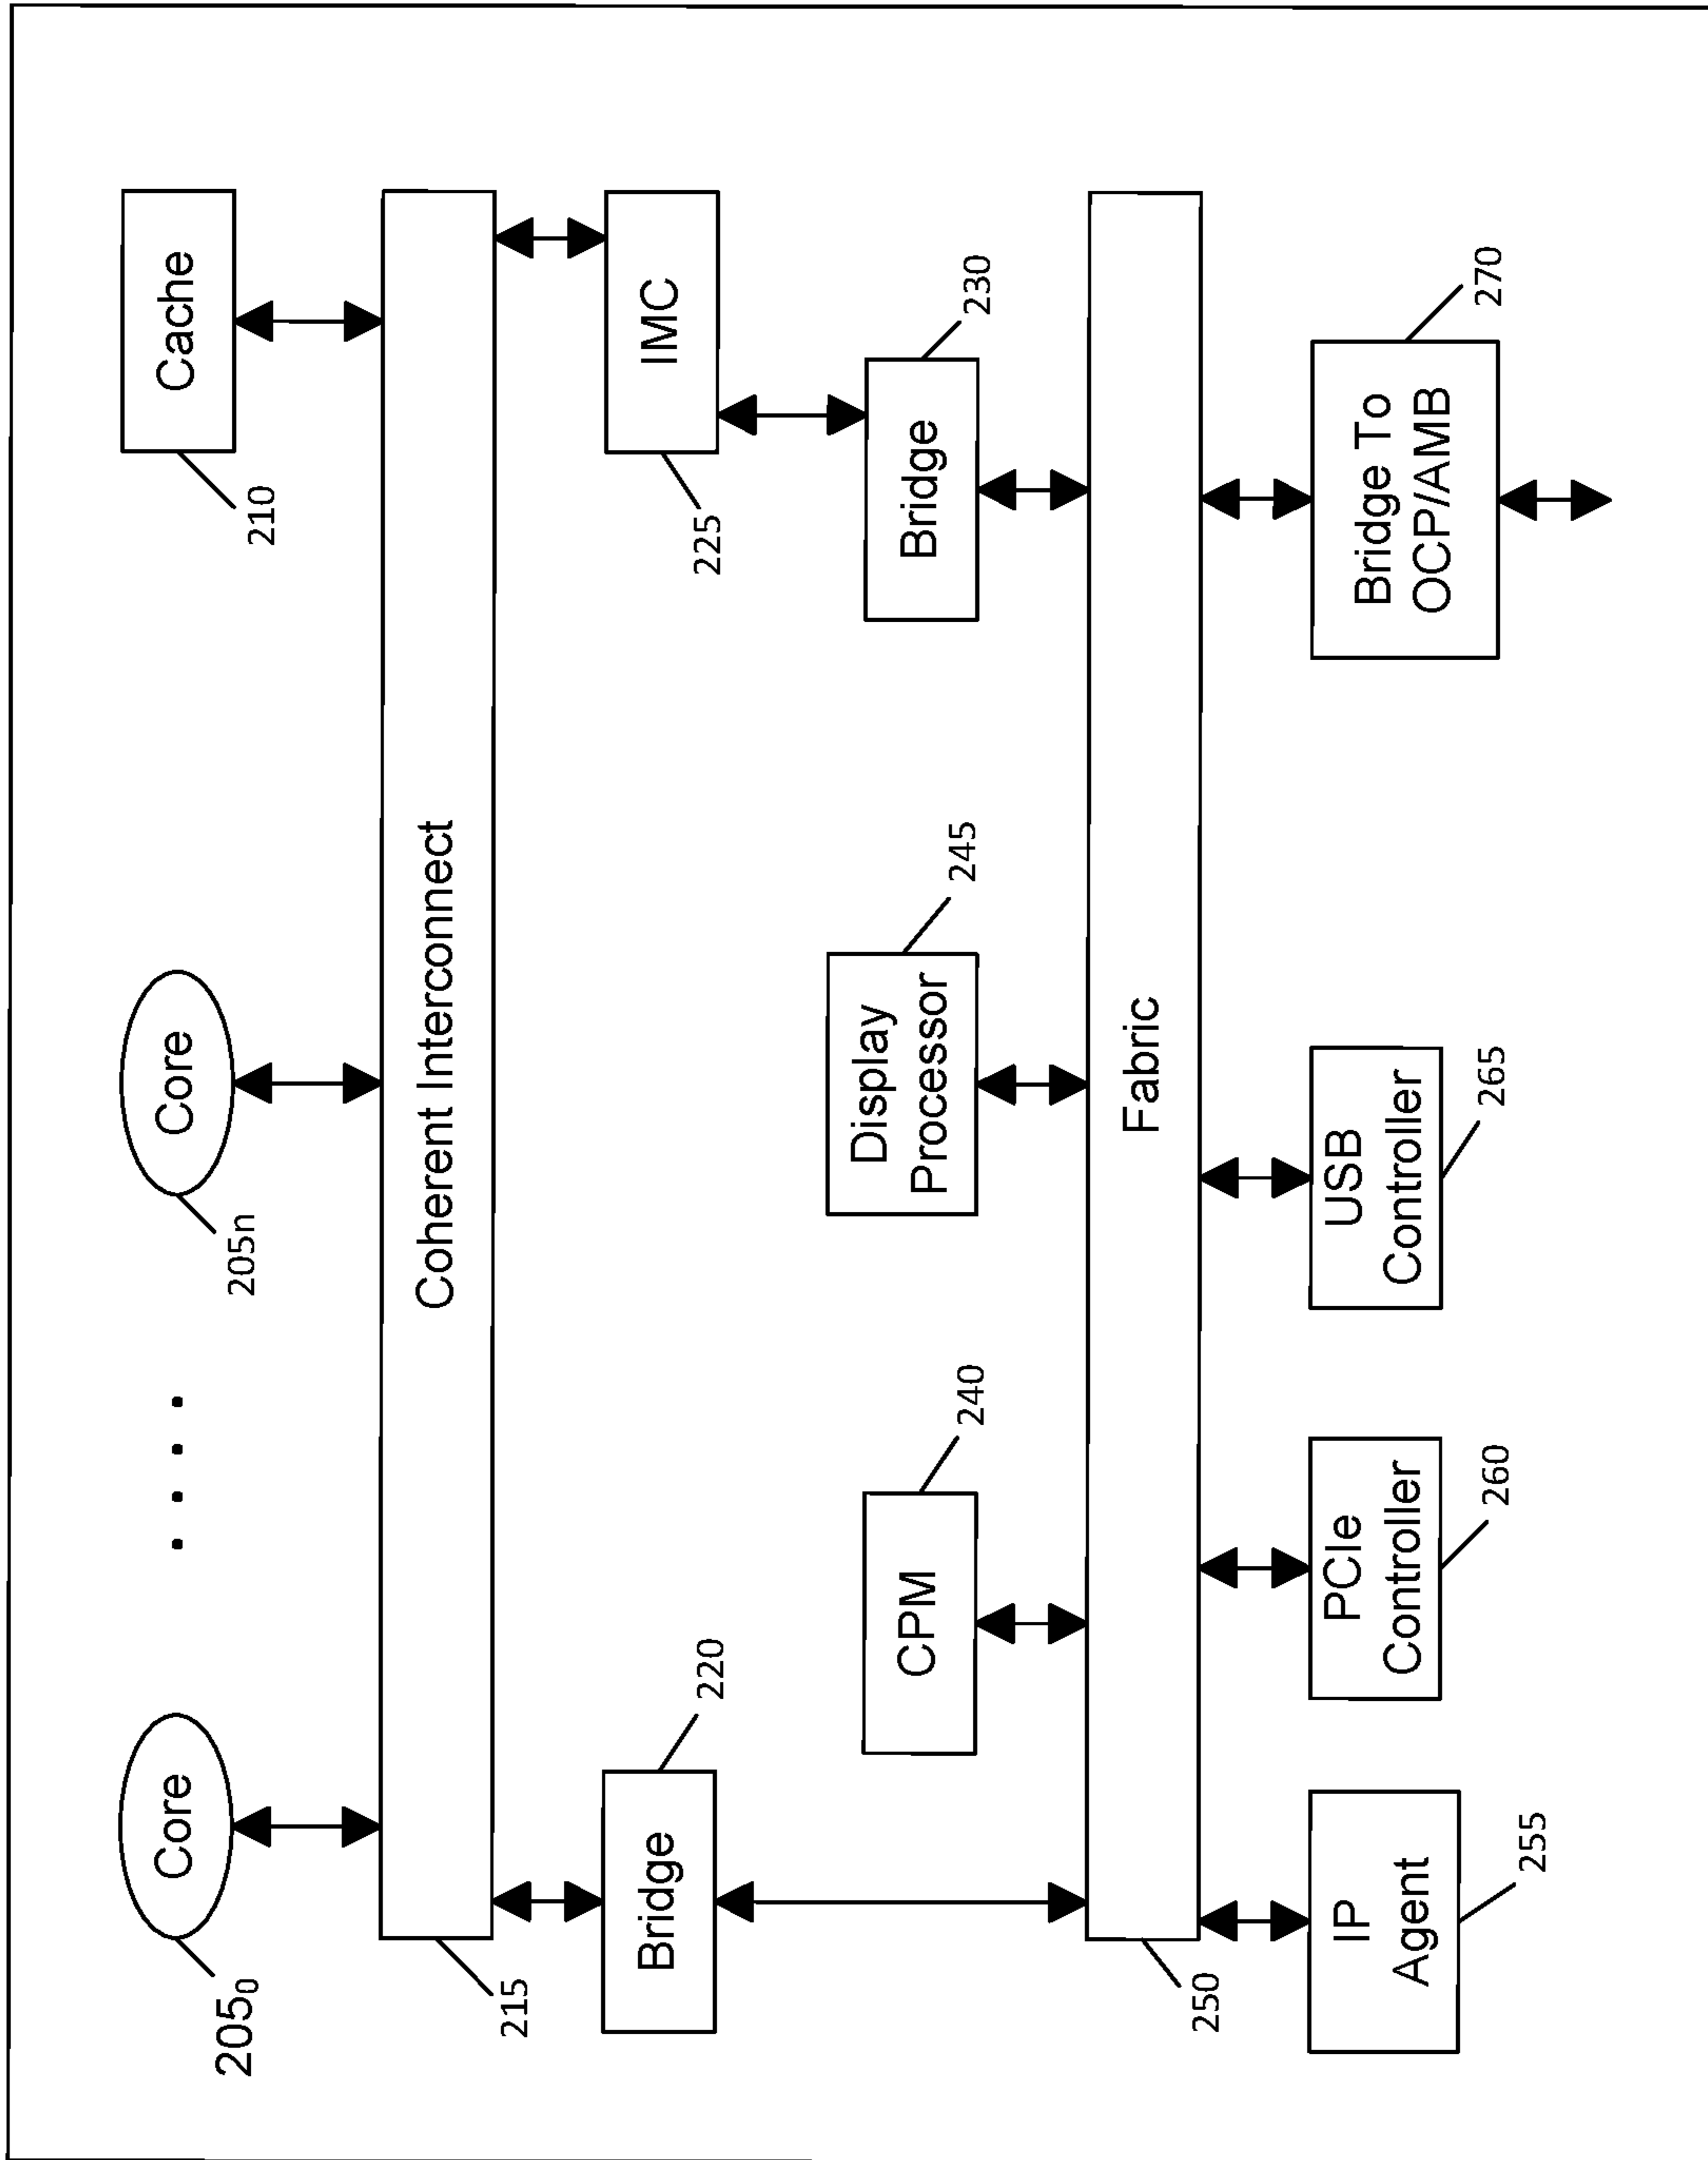 Core
Core
Cache
205₀
205n
210
Coherent Interconnect
215
Bridge
220
IMC
225
CPM
240
Display
Processor
245
Bridge
230
Fabric
250
IP
Agent
255
PCIe
Controller
260
USB
Controller
265
Bridge To
OCP/AMB
270